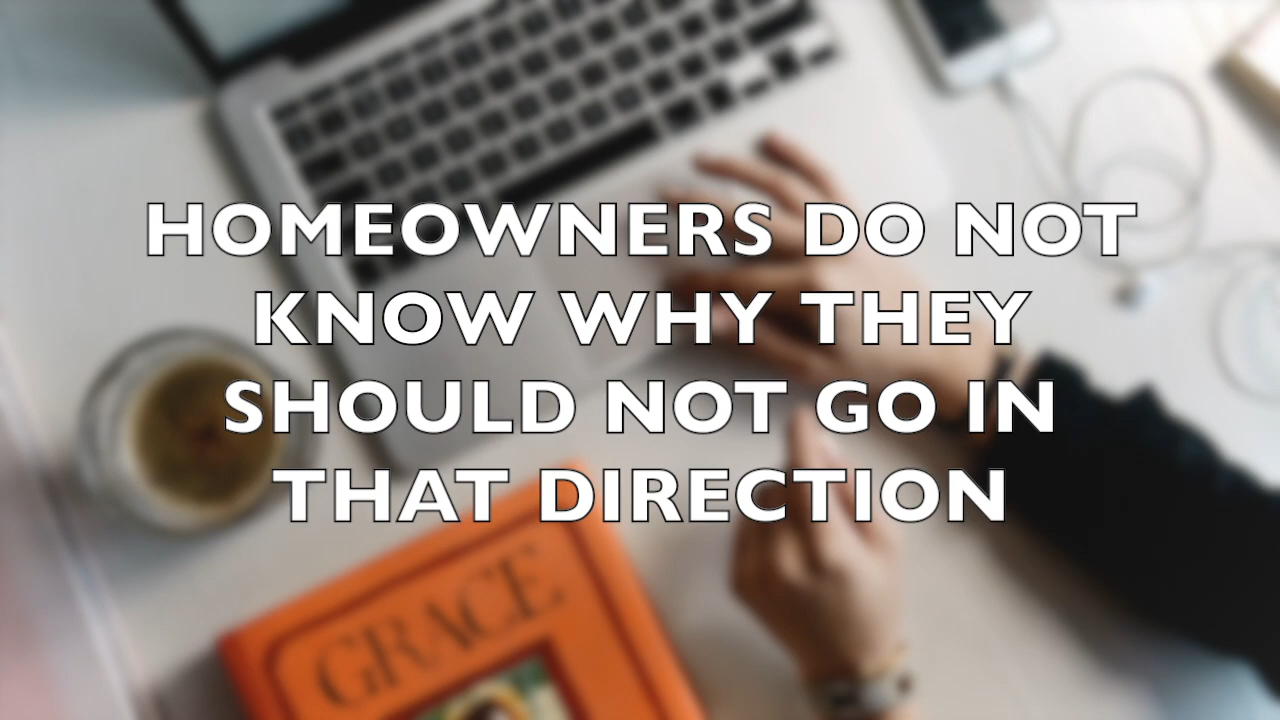 HOMEOWNERS DO NOT
KNOW WHY THEY
SHOULD NOT GO IN
THAT DIRECTION
GRACE